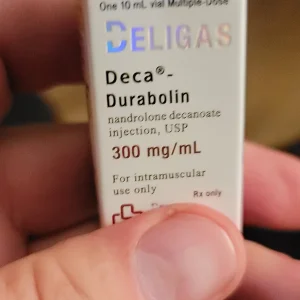 One 10 mL vial Multiple-Dose
DELIGAS
Deca®-
Durabolin
nandrolone decanoate
injection, USP
300 mg/mL
For intramuscular
use only
Rx only